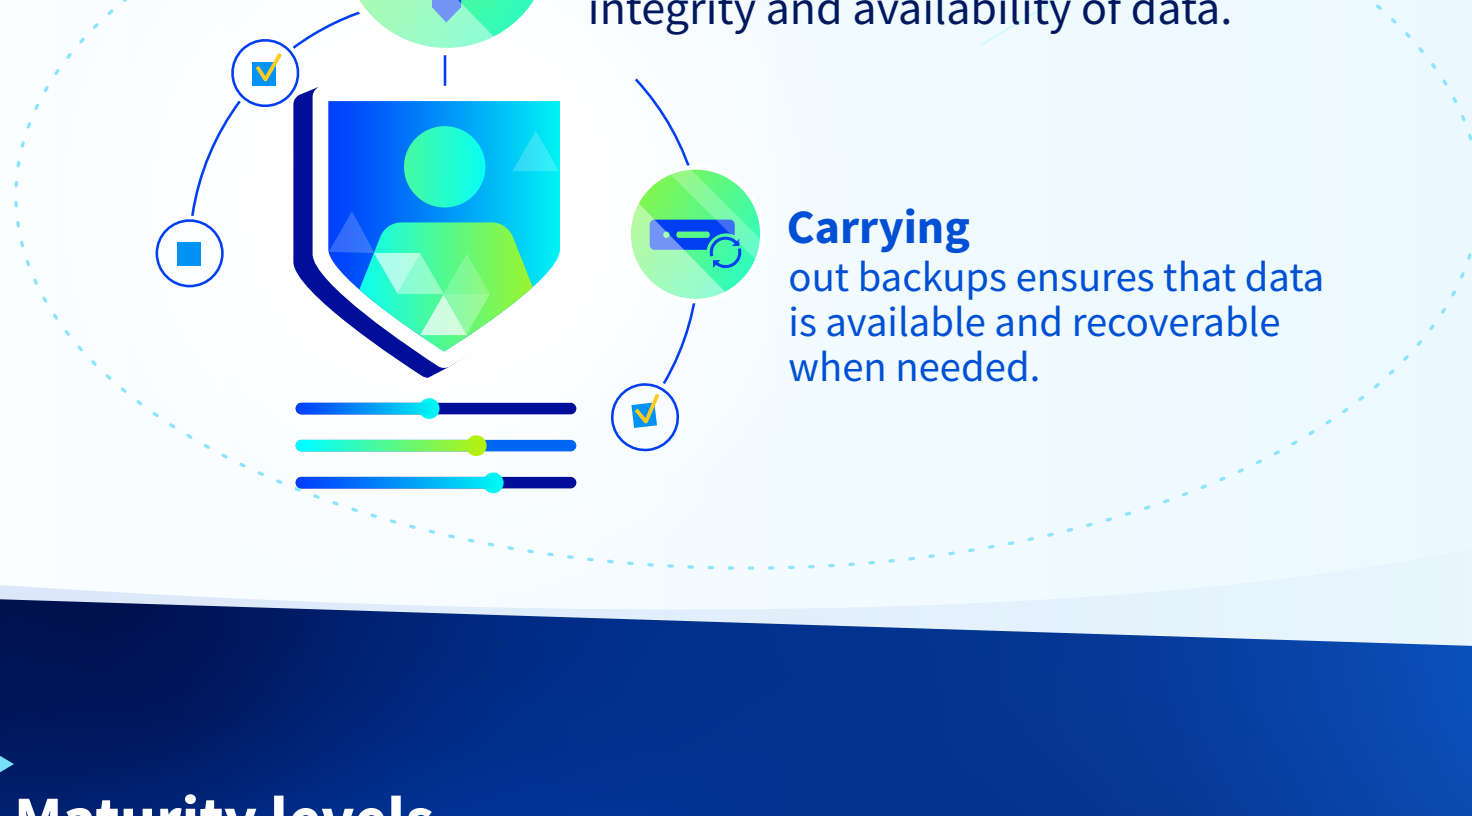 integrity and availability of data.
Carrying
out backups ensures that data
is available and recoverable
when needed.
Maturity levels